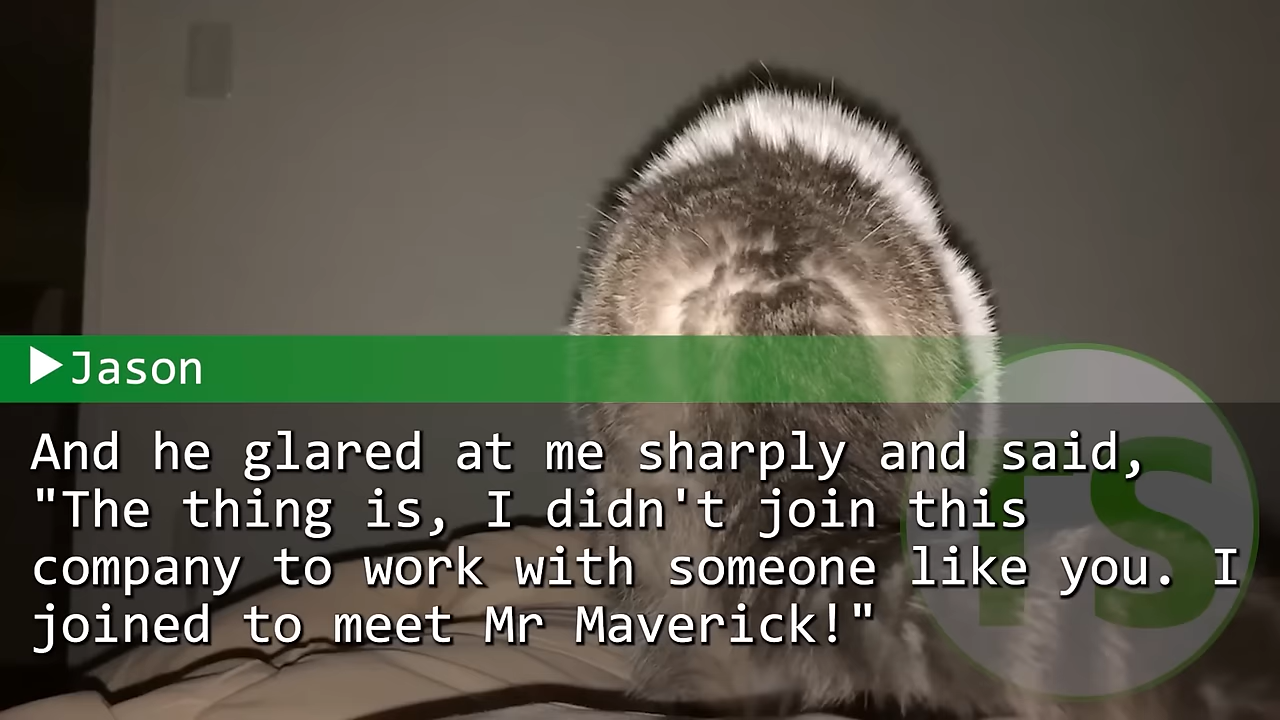 ▶Jason
And he glared at me sharply and said,
"The thing is, I didn't join this
company to work with someone like you. I
joined to meet Mr Maverick!"
TS